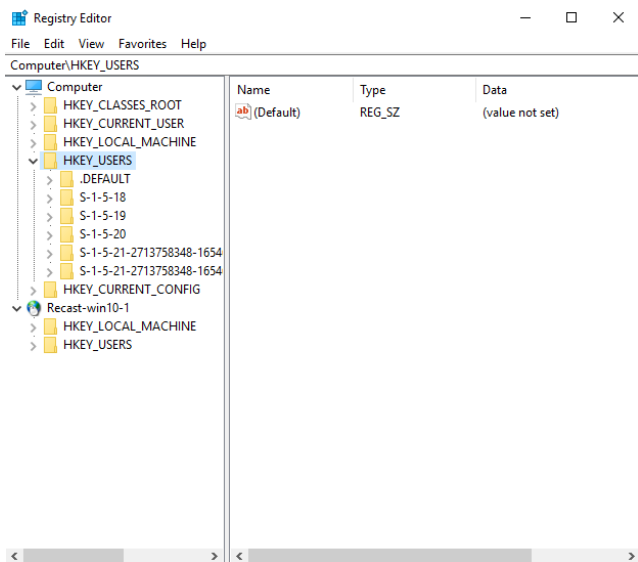 Registry Editor
File Edit View Favorites Help
Computer\HKEY_USERS
Computer
HKEY_CLASSES_ROOT
HKEY_CURRENT_USER
HKEY_LOCAL_MACHINE
HKEY_USERS
.DEFAULT
S-1-5-18
S-1-5-19
S-1-5-20
S-1-5-21-2713758348-1654
S-1-5-21-2713758348-1654
HKEY_CURRENT_CONFIG
Recast-win10-1
HKEY_LOCAL_MACHINE
HKEY_USERS
Name Type Data
ab (Default) REG_SZ (value not set)